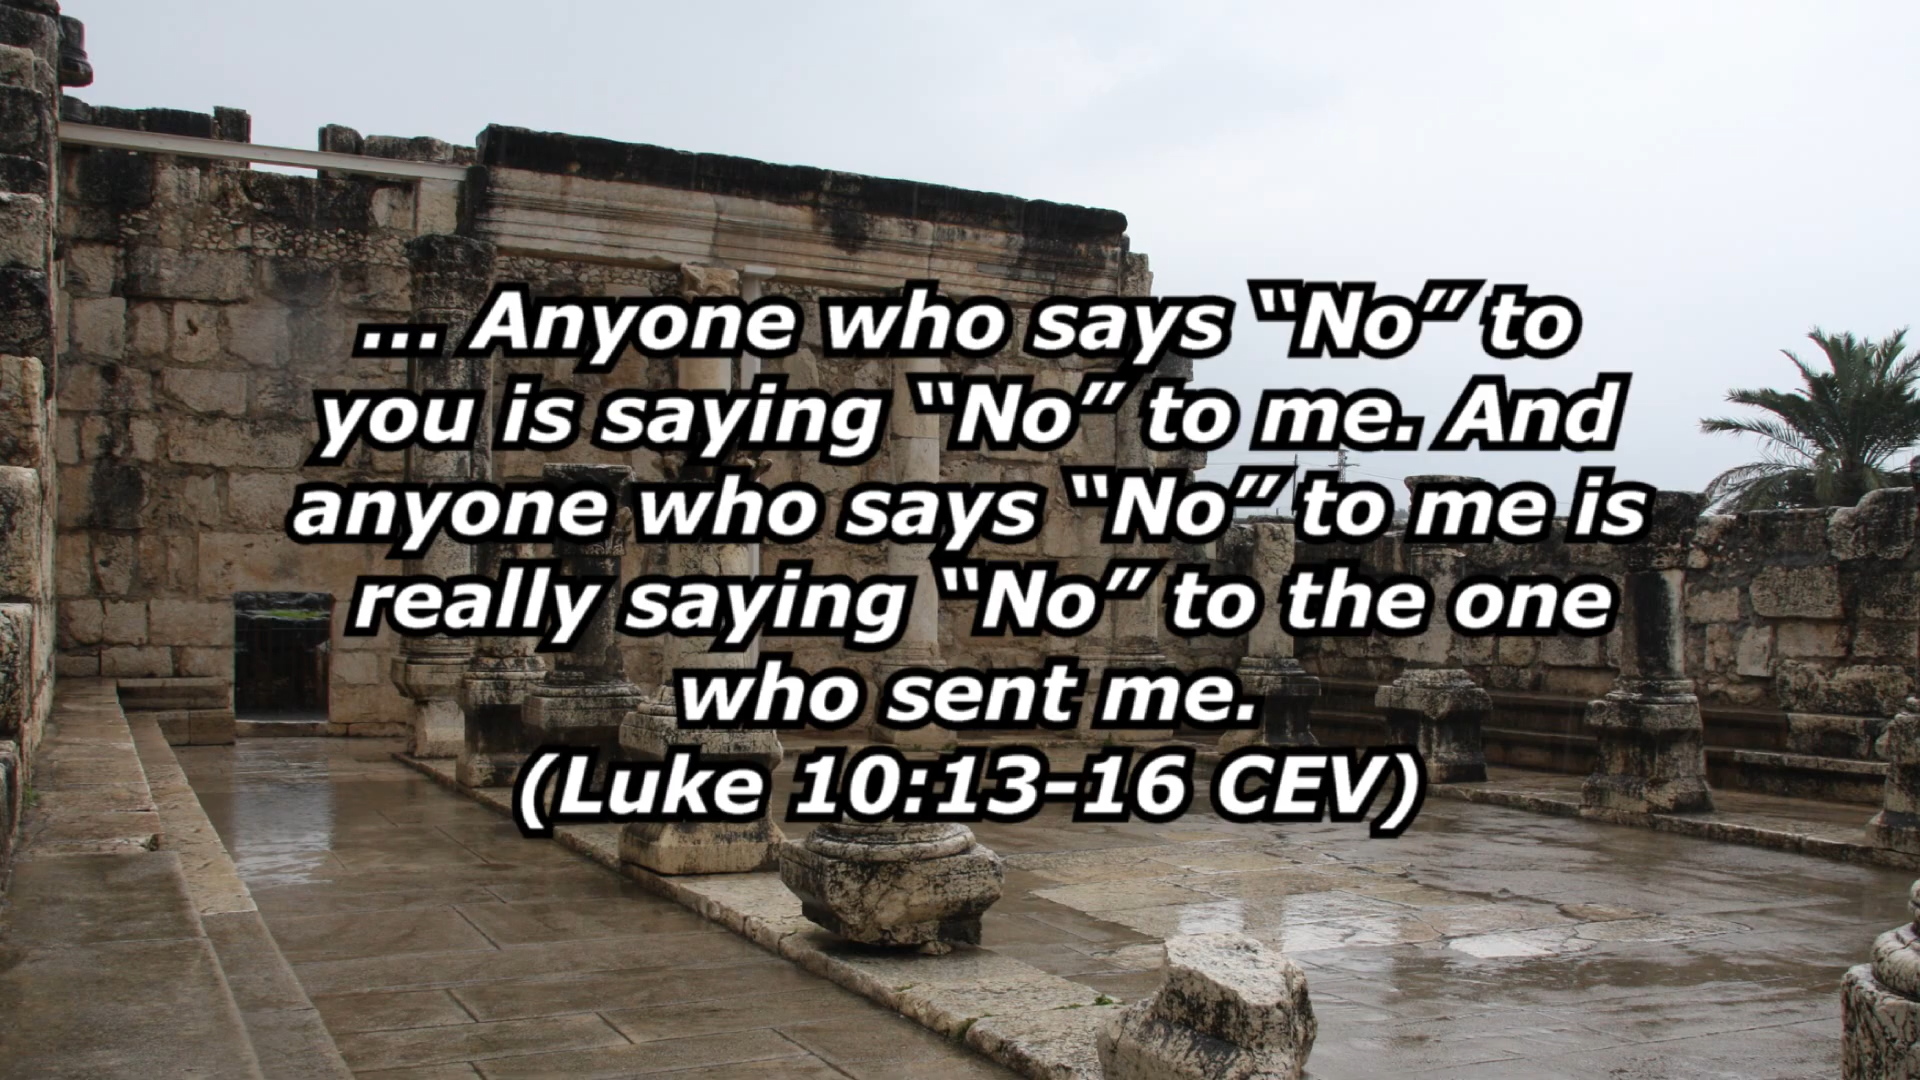 ... Anyone who says “No” to
you is saying “No” to me. And
anyone who says “No” to me is
really saying “No” to the one
who sent me.
(Luke 10:13-16 CEV)